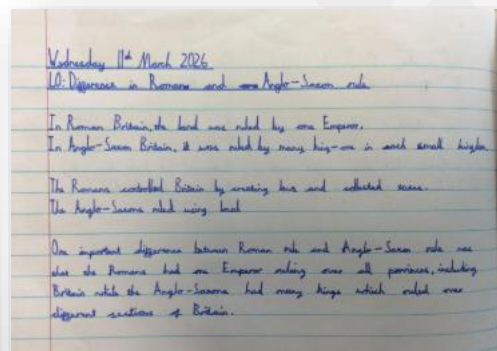 Wednesday 11th March 2026
LO: Difference in Romans and Anglo-Saxon rule
In Roman Britain, the land was ruled by one Emperor.
In Anglo-Saxon Britain, it was ruled by many king-one in each small kingdom.
The Romans controlled Britain by creating laws and collected taxes.
The Anglo-Saxons ruled using local
One important difference between Roman rule and Anglo-Saxon rule was
that the Romans had one Emperor ruling over all provinces, including
Britain while the Anglo-Saxons had many kings which ruled over
different sections of Britain.